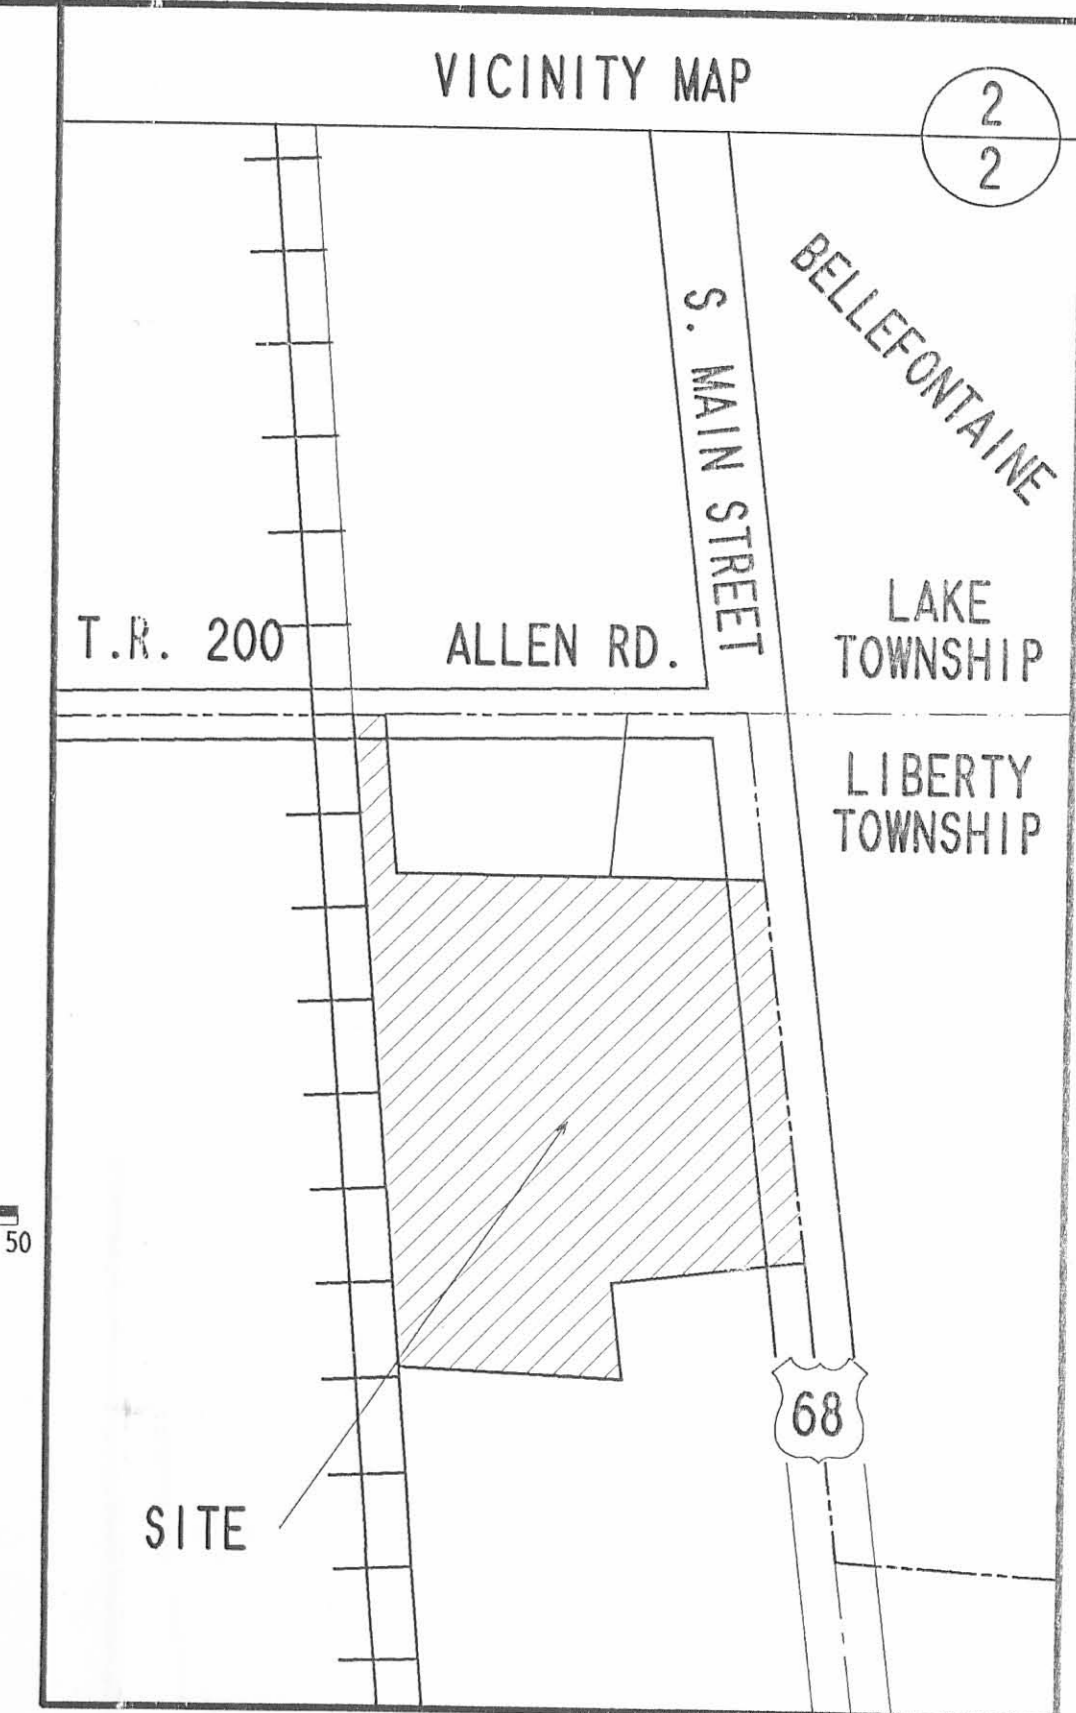 VICINITY MAP
2
2
BELLEFONTAINE
S. MAIN STREET
LAKE
TOWNSHIP
T.R. 200
ALLEN RD.
LIBERTY
TOWNSHIP
50
68
SITE